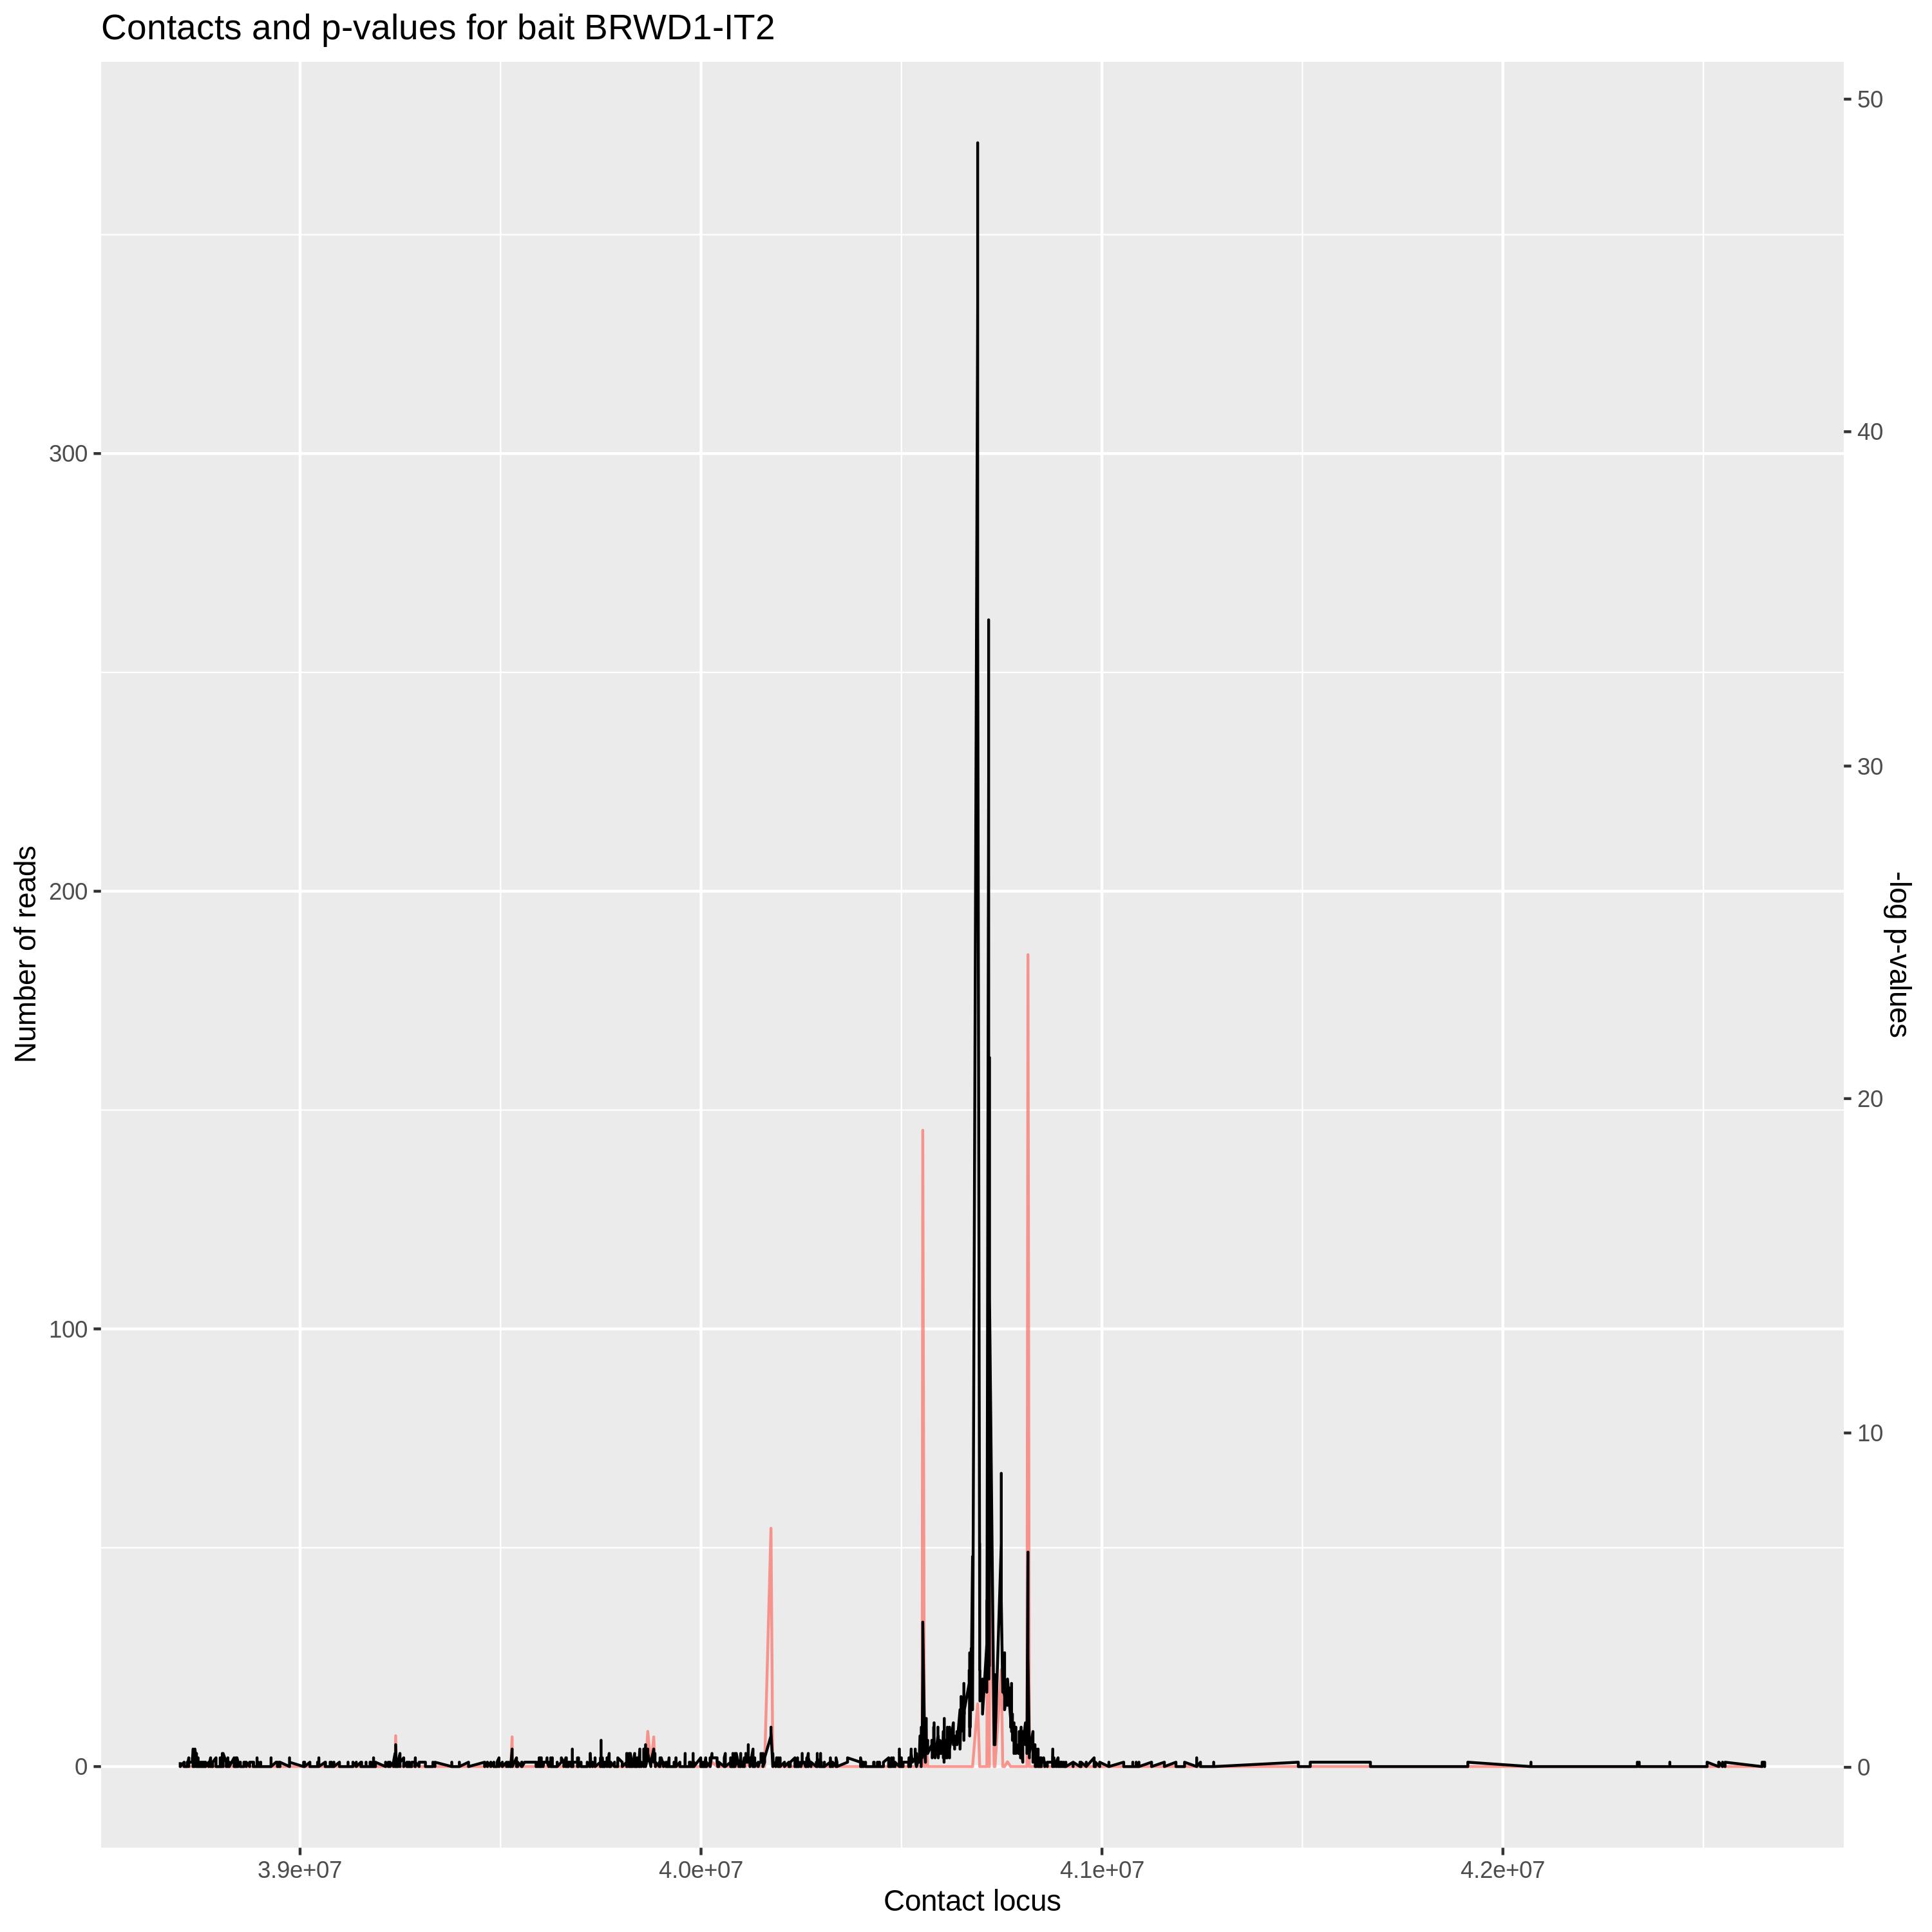 Contacts and p-values for bait BRWD1-IT2
50
40
300
30
200
20
100
10
0
0
Number of reads
-log p-values
3.9e+07 4.0e+07 4.1e+07 4.2e+07
Contact locus